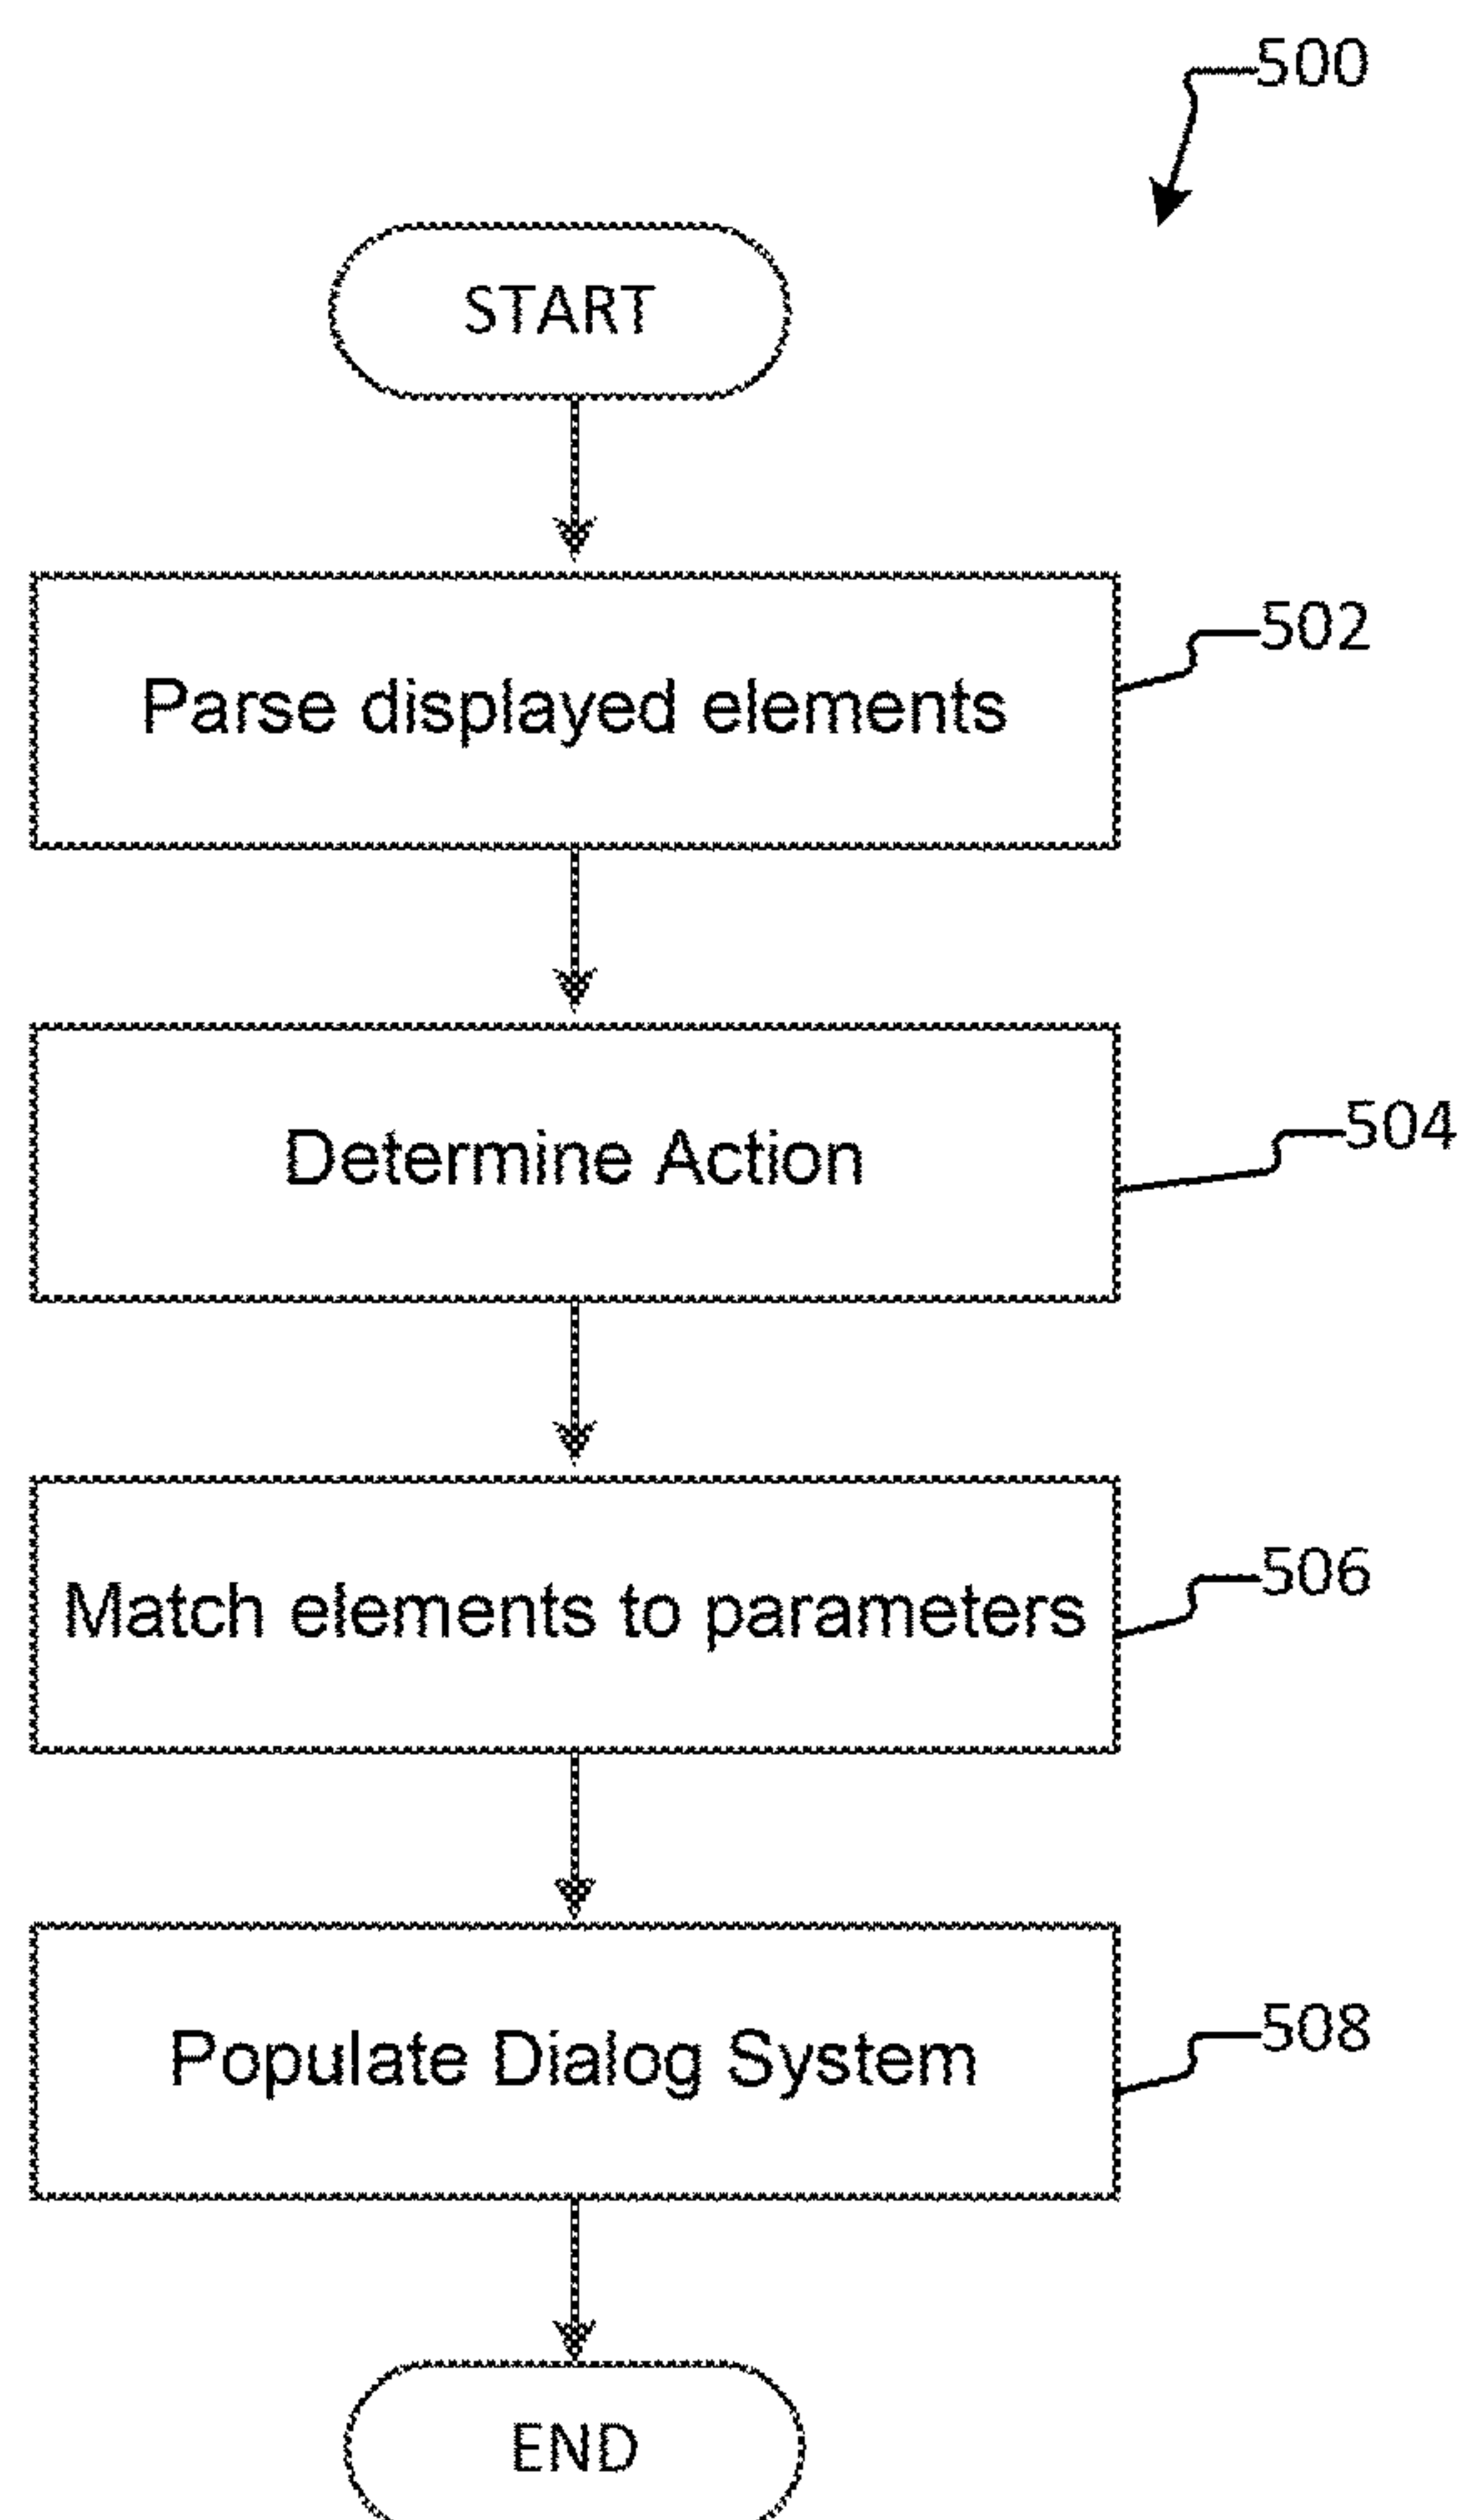 500
START
502
Parse displayed elements
504
Determine Action
506
Match elements to parameters
508
Populate Dialog System
END